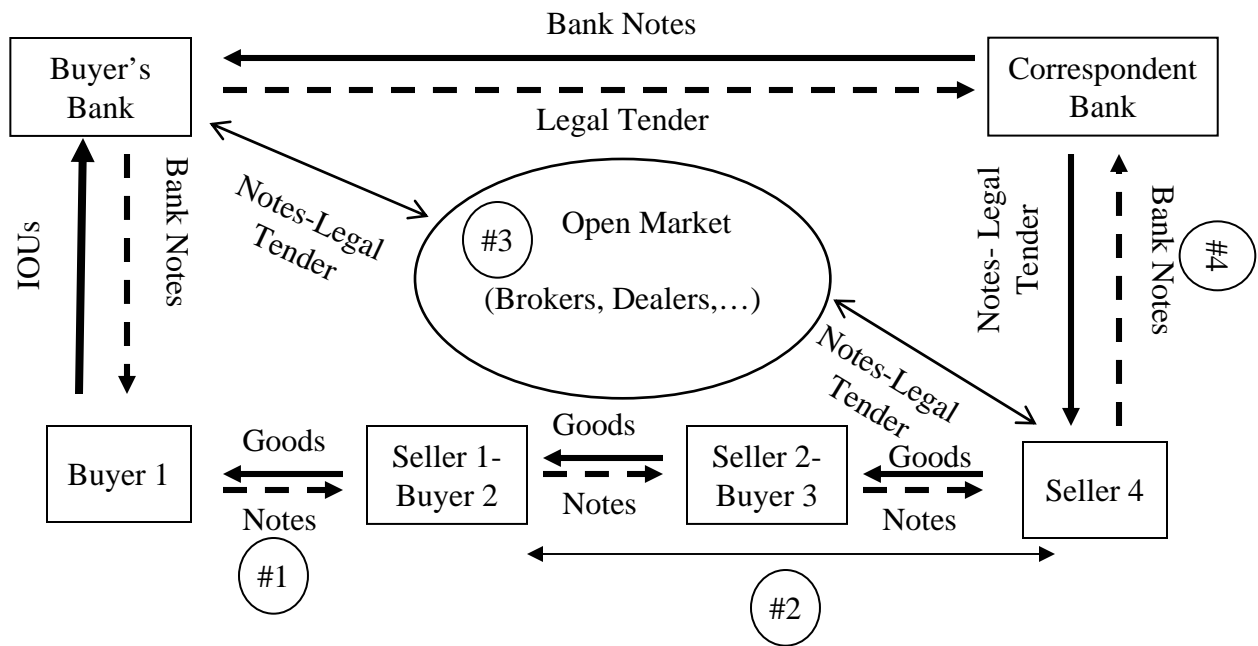 Bank Notes
Buyer’s
Bank
Correspondent
Bank
Legal Tender
IOUs
Bank Notes
Notes-Legal
Tender
#3
Open Market
(Brokers, Dealers,…)
Notes- Legal
Tender
Bank Notes
#4
Notes-Legal
Tender
Buyer 1
Goods
Notes
#1
Seller 1-
Buyer 2
Goods
Notes
Seller 2-
Buyer 3
Goods
Notes
Seller 4
#2